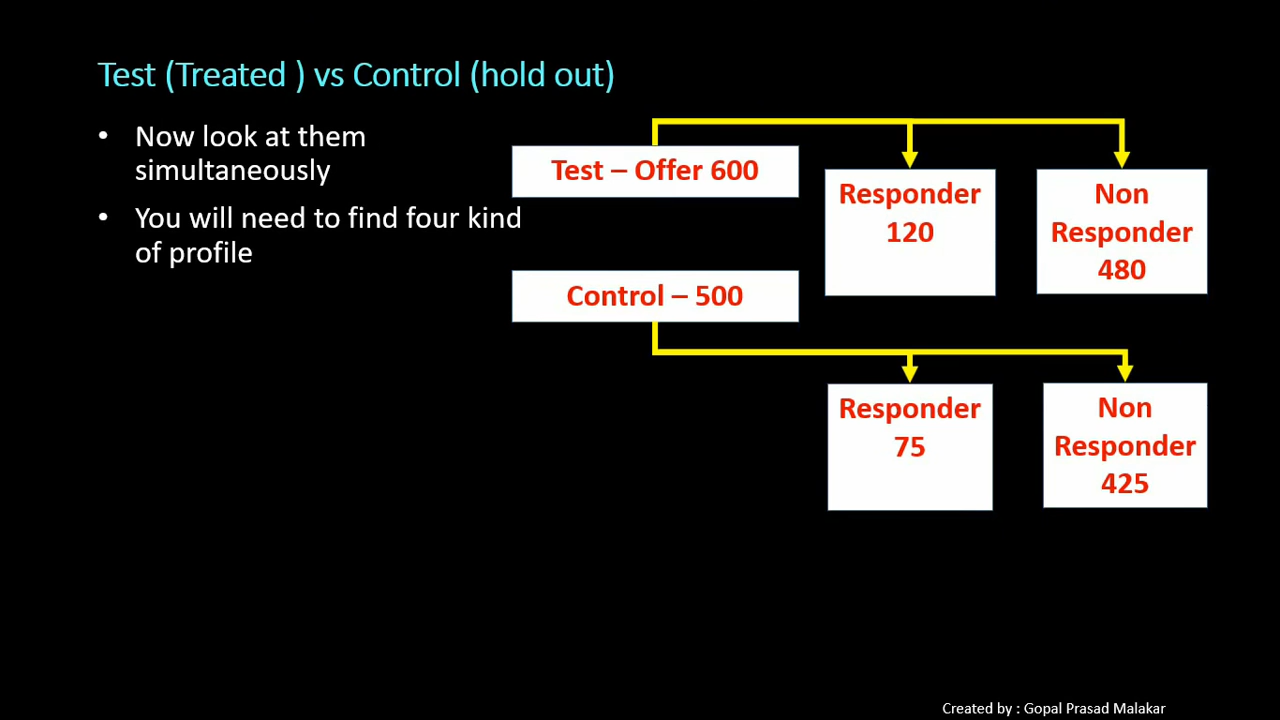 Test (Treated ) vs Control (hold out)
• Now look at them
simultaneously
• You will need to find four kind
of profile
Test – Offer 600
Responder
120
Non
Responder
480
Control – 500
Responder
75
Non
Responder
425
Created by : Gopal Prasad Malakar